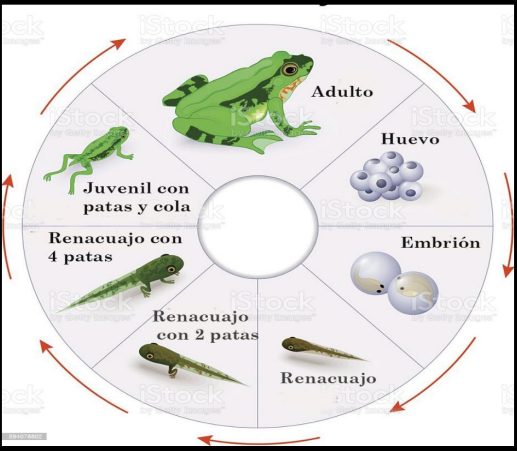 Adulto
Huevo
Embrión
Renacuajo
Renacuajo
con 2 patas
Renacuajo con
4 patas
Juvenil con
patas y cola
iStock
by Getty Images™